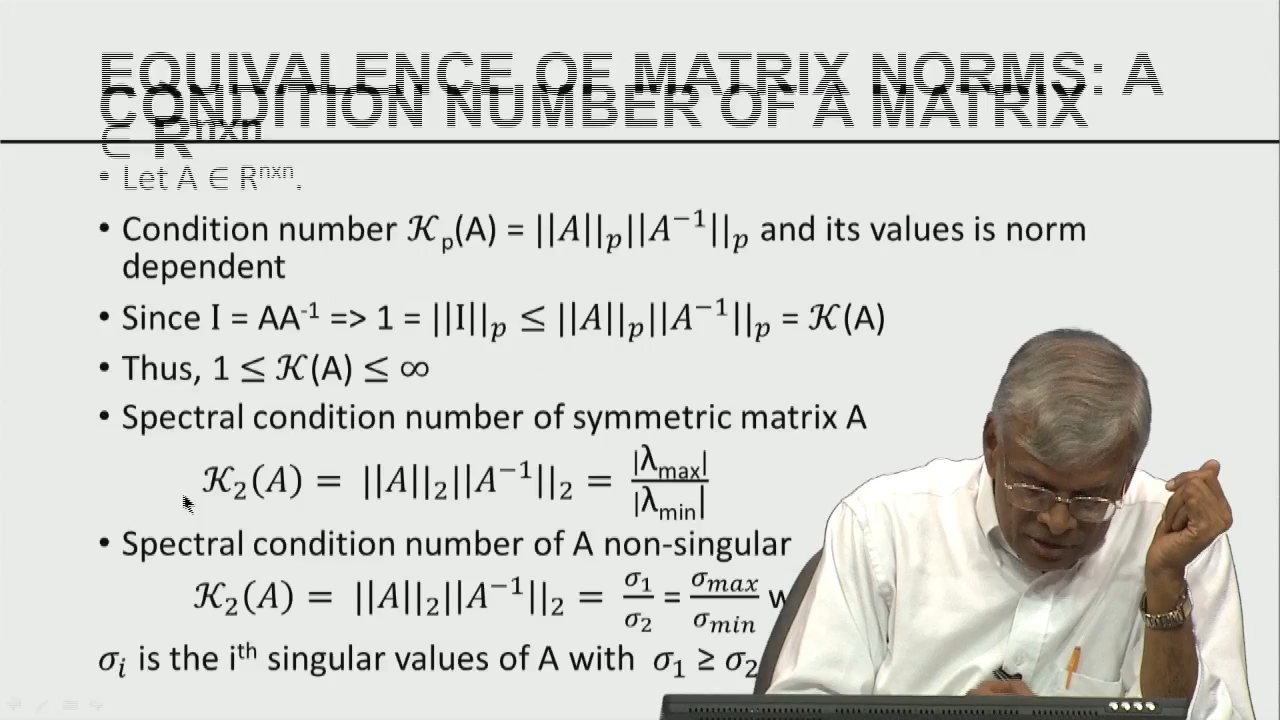 EQUIVALENCE OF MATRIX NORMS: A
CONDITION NUMBER OF A MATRIX
∈ Rⁿˣⁿ
• Let A ∈ Rⁿˣⁿ.
• Condition number 𝒦ₚ(A) = ||A||ₚ||A⁻¹||ₚ and its values is norm
dependent
• Since I = AA⁻¹ => 1 = ||I||ₚ ≤ ||A||ₚ||A⁻¹||ₚ = 𝒦(A)
• Thus, 1 ≤ 𝒦(A) ≤ ∞
• Spectral condition number of symmetric matrix A
𝒦₂(A) = ||A||₂||A⁻¹||₂ = |λmax| / |λmin|
• Spectral condition number of A non-singular
𝒦₂(A) = ||A||₂||A⁻¹||₂ = σ₁/σ₂ = σmax/σmin
σᵢ is the iᵗʰ singular values of A with σ₁ ≥ σ₂